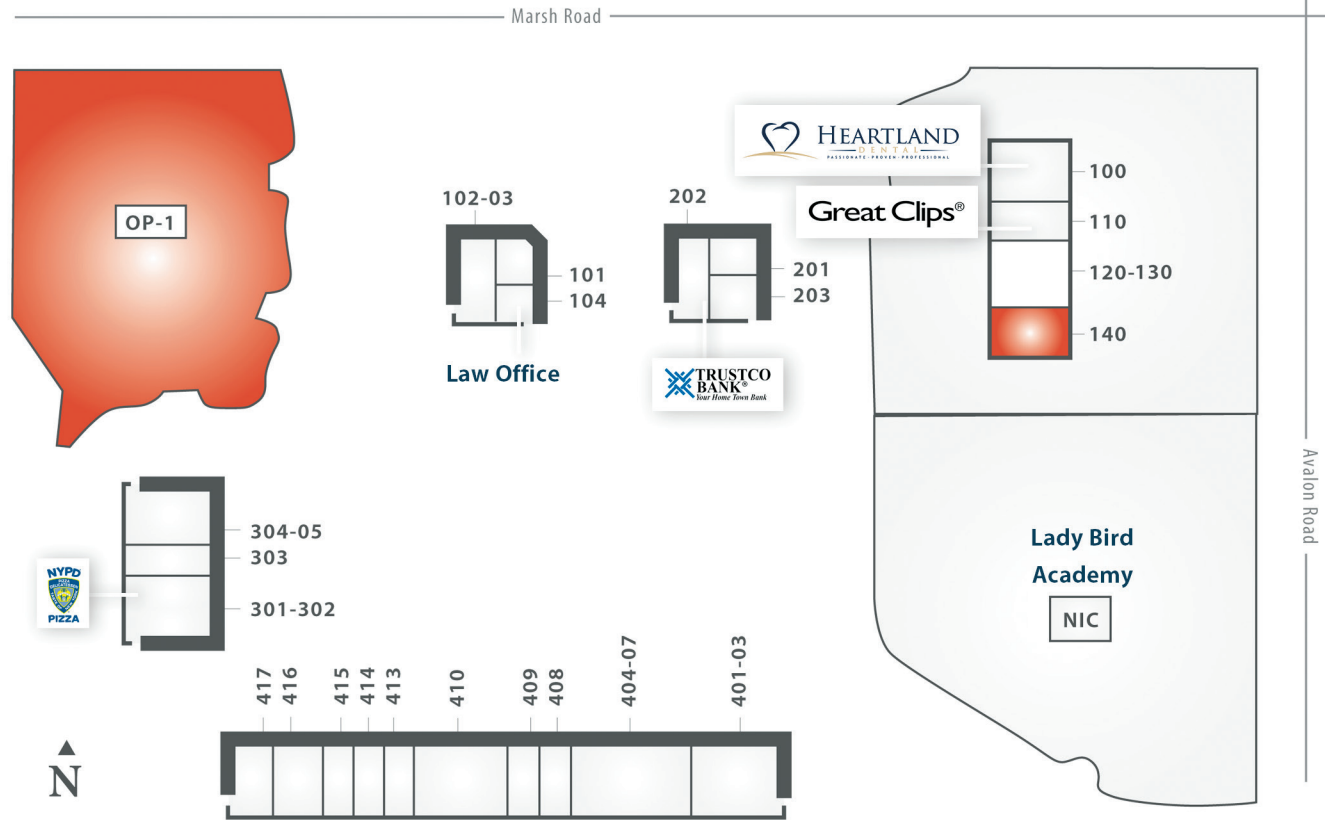 Marsh Road
HEARTLAND
DENTAL
PASSIONATE · PROVEN · PROFESSIONAL
100
Great Clips®
110
OP-1
102-03
202
101
104
201
203
120-130
140
Law Office
TRUSTCO
BANK®
Your Home Town Bank
Avalon Road
304-05
303
301-302
NYPD
PIZZA
Lady Bird
Academy
NIC
417
416
415
414
413
410
409
408
404-07
401-03
N